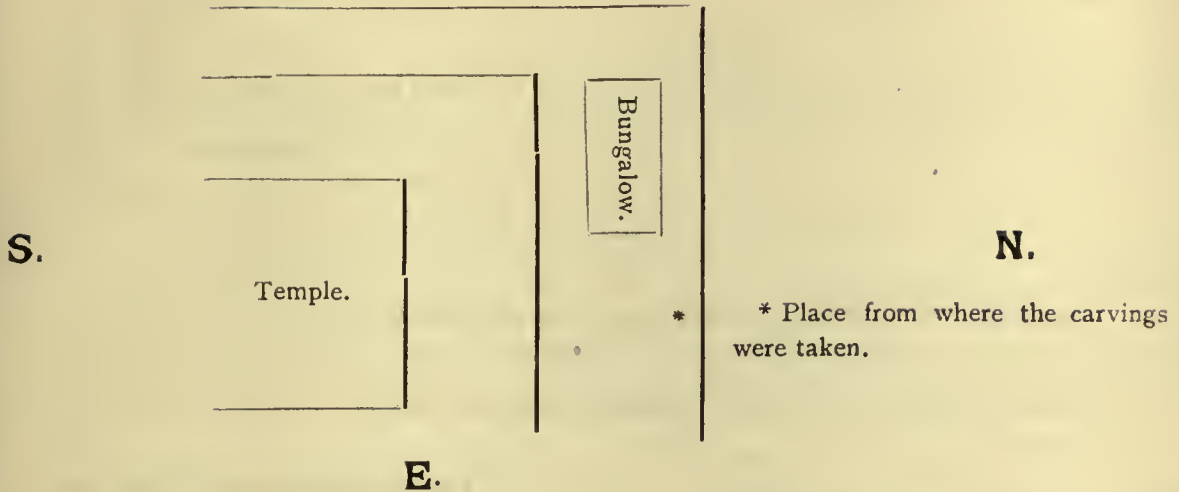 Bungalow.
S.
N.
Temple.
*
* Place from where the carvings
were taken.
E.